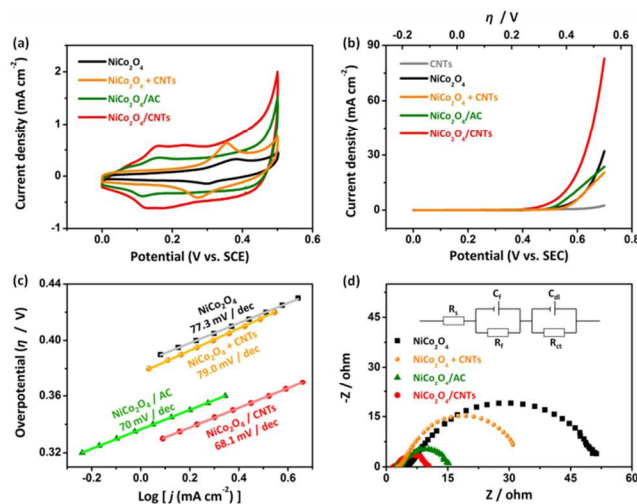 (a)
NiCo₂O₄
NiCo₂O₄ + CNTs
NiCo₂O₄/AC
NiCo₂O₄/CNTs
Current density (mA cm⁻²)
2
1
0
-1
0.0 0.2 0.4 0.6
Potential (V vs. SCE)
(b)
η / V
-0.2 0.0 0.2 0.4 0.6
CNTs
NiCo₂O₄
NiCo₂O₄ + CNTs
NiCo₂O₄/AC
NiCo₂O₄/CNTs
Current density (mA cm⁻²)
90
60
30
0
0.0 0.2 0.4 0.6 0.8
Potential (V vs. SEC)
(c)
Overpotential (η / V)
0.44
0.40
0.36
0.32
NiCo₂O₄
77.3 mV / dec
NiCo₂O₄ + CNTs
79.0 mV / dec
NiCo₂O₄ / AC
70 mV / dec
NiCo₂O₄ / CNTs
68.1 mV / dec
-0.2 0.0 0.2 0.4 0.6 0.8
Log [ j (mA cm⁻²)]
(d)
Rs
Cf
Rf
Cdl
Rct
NiCo₂O₄
NiCo₂O₄ + CNTs
NiCo₂O₄/AC
NiCo₂O₄/CNTs
-Z / ohm
45
30
15
0
0 10 20 30 40 50 60
Z / ohm